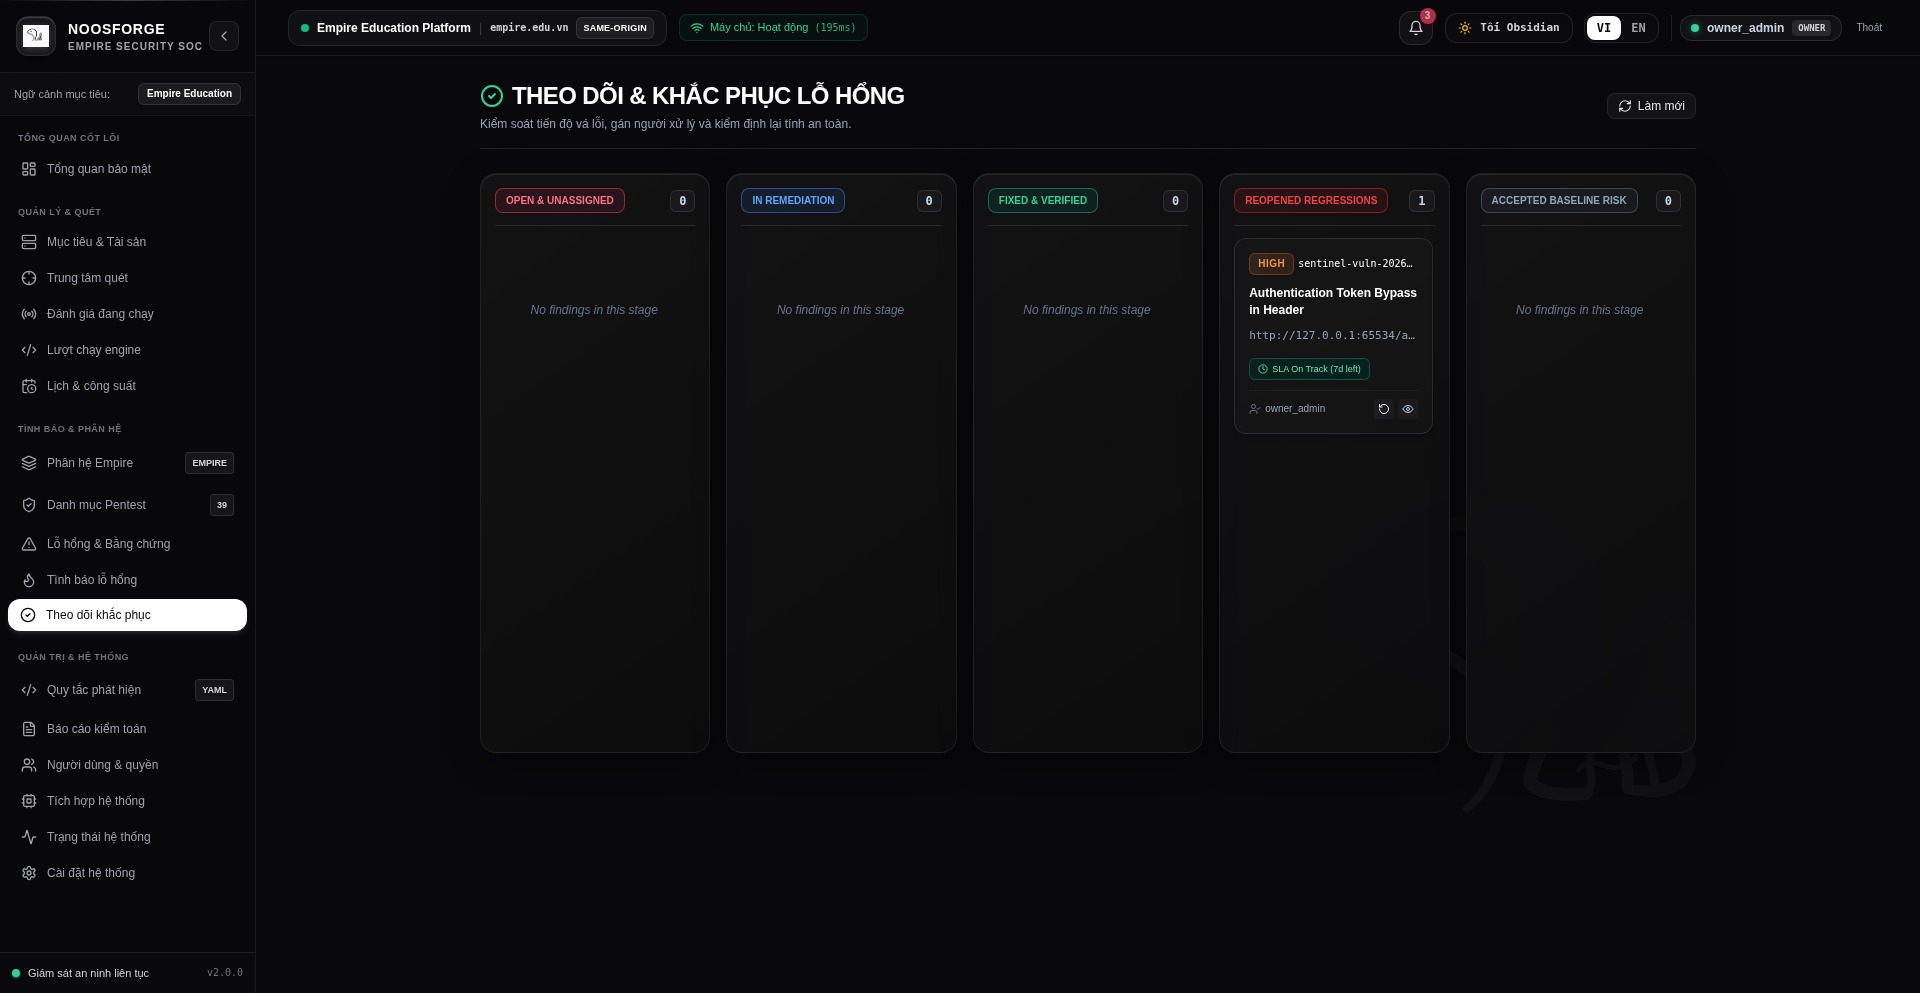 NOOSFORGE
EMPIRE SECURITY SOC
Ngữ cảnh mục tiêu:
Empire Education
TỔNG QUAN CỐT LÕI
Tổng quan bảo mật
QUẢN LÝ & QUÉT
Mục tiêu & Tài sản
Trung tâm quét
Đánh giá đang chạy
Lượt chạy engine
Lịch & công suất
TÌNH BÁO & PHÂN HỆ
Phân hệ Empire
EMPIRE
Danh mục Pentest
39
Lỗ hổng & Bằng chứng
Tình báo lỗ hổng
Theo dõi khắc phục
QUẢN TRỊ & HỆ THỐNG
Quy tắc phát hiện
YAML
Báo cáo kiểm toán
Người dùng & quyền
Tích hợp hệ thống
Trạng thái hệ thống
Cài đặt hệ thống
Giám sát an ninh liên tục
v2.0.0
Empire Education Platform
empire.edu.vn
SAME-ORIGIN
Máy chủ: Hoạt động (195ms)
3
Tối Obsidian
VI
EN
owner_admin
OWNER
Thoát
THEO DÕI & KHẮC PHỤC LỖ HỔNG
Kiểm soát tiến độ vá lỗi, gán người xử lý và kiểm định lại tính an toàn.
Làm mới
OPEN & UNASSIGNED
0
No findings in this stage
IN REMEDIATION
0
No findings in this stage
FIXED & VERIFIED
0
No findings in this stage
REOPENED REGRESSIONS
1
HIGH
sentinel-vuln-2026…
Authentication Token Bypass
in Header
http://127.0.0.1:65534/a…
SLA On Track (7d left)
owner_admin
ACCEPTED BASELINE RISK
0
No findings in this stage